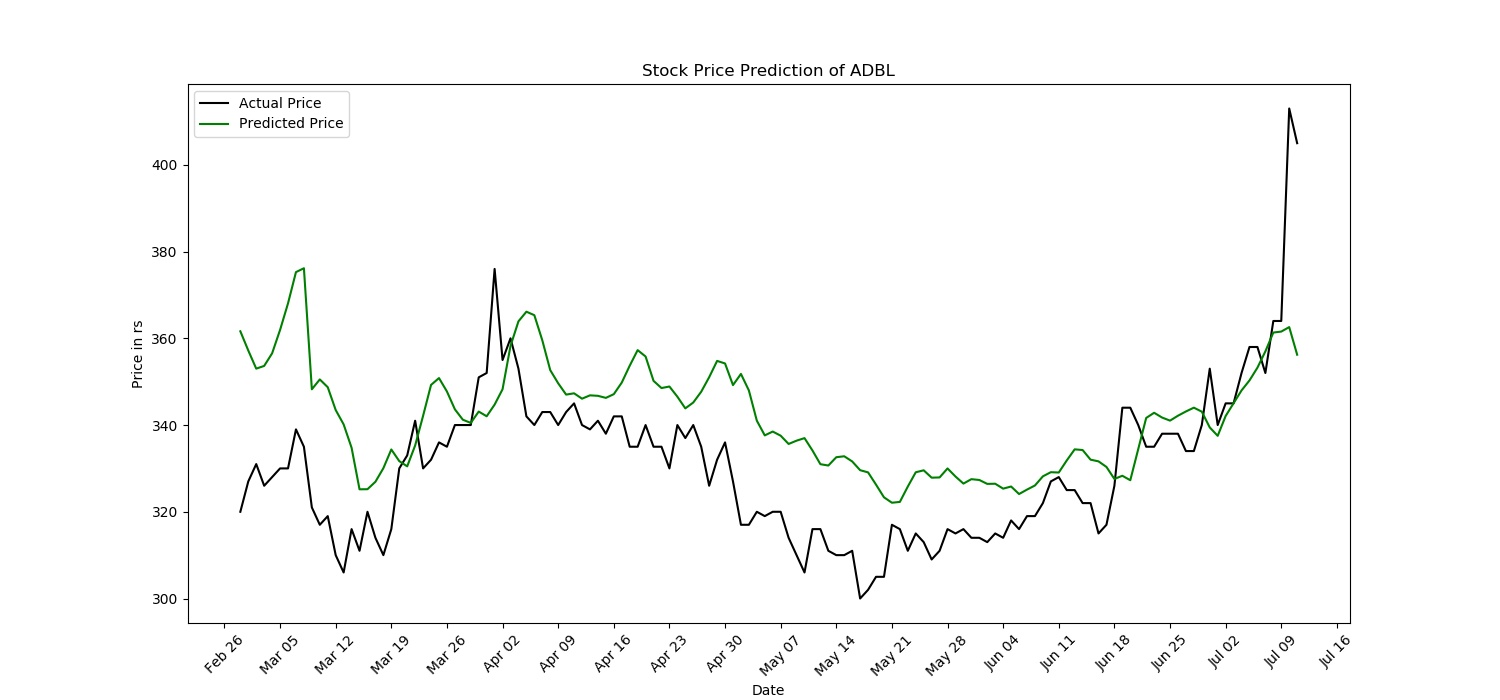 Stock Price Prediction of ADBL
Actual Price
Predicted Price
Price in rs
400
380
360
340
320
300
Feb 26
Mar 05
Mar 12
Mar 19
Mar 26
Apr 02
Apr 09
Apr 16
Apr 23
Apr 30
May 07
May 14
May 21
May 28
Jun 04
Jun 11
Jun 18
Jun 25
Jul 02
Jul 09
Jul 16
Date